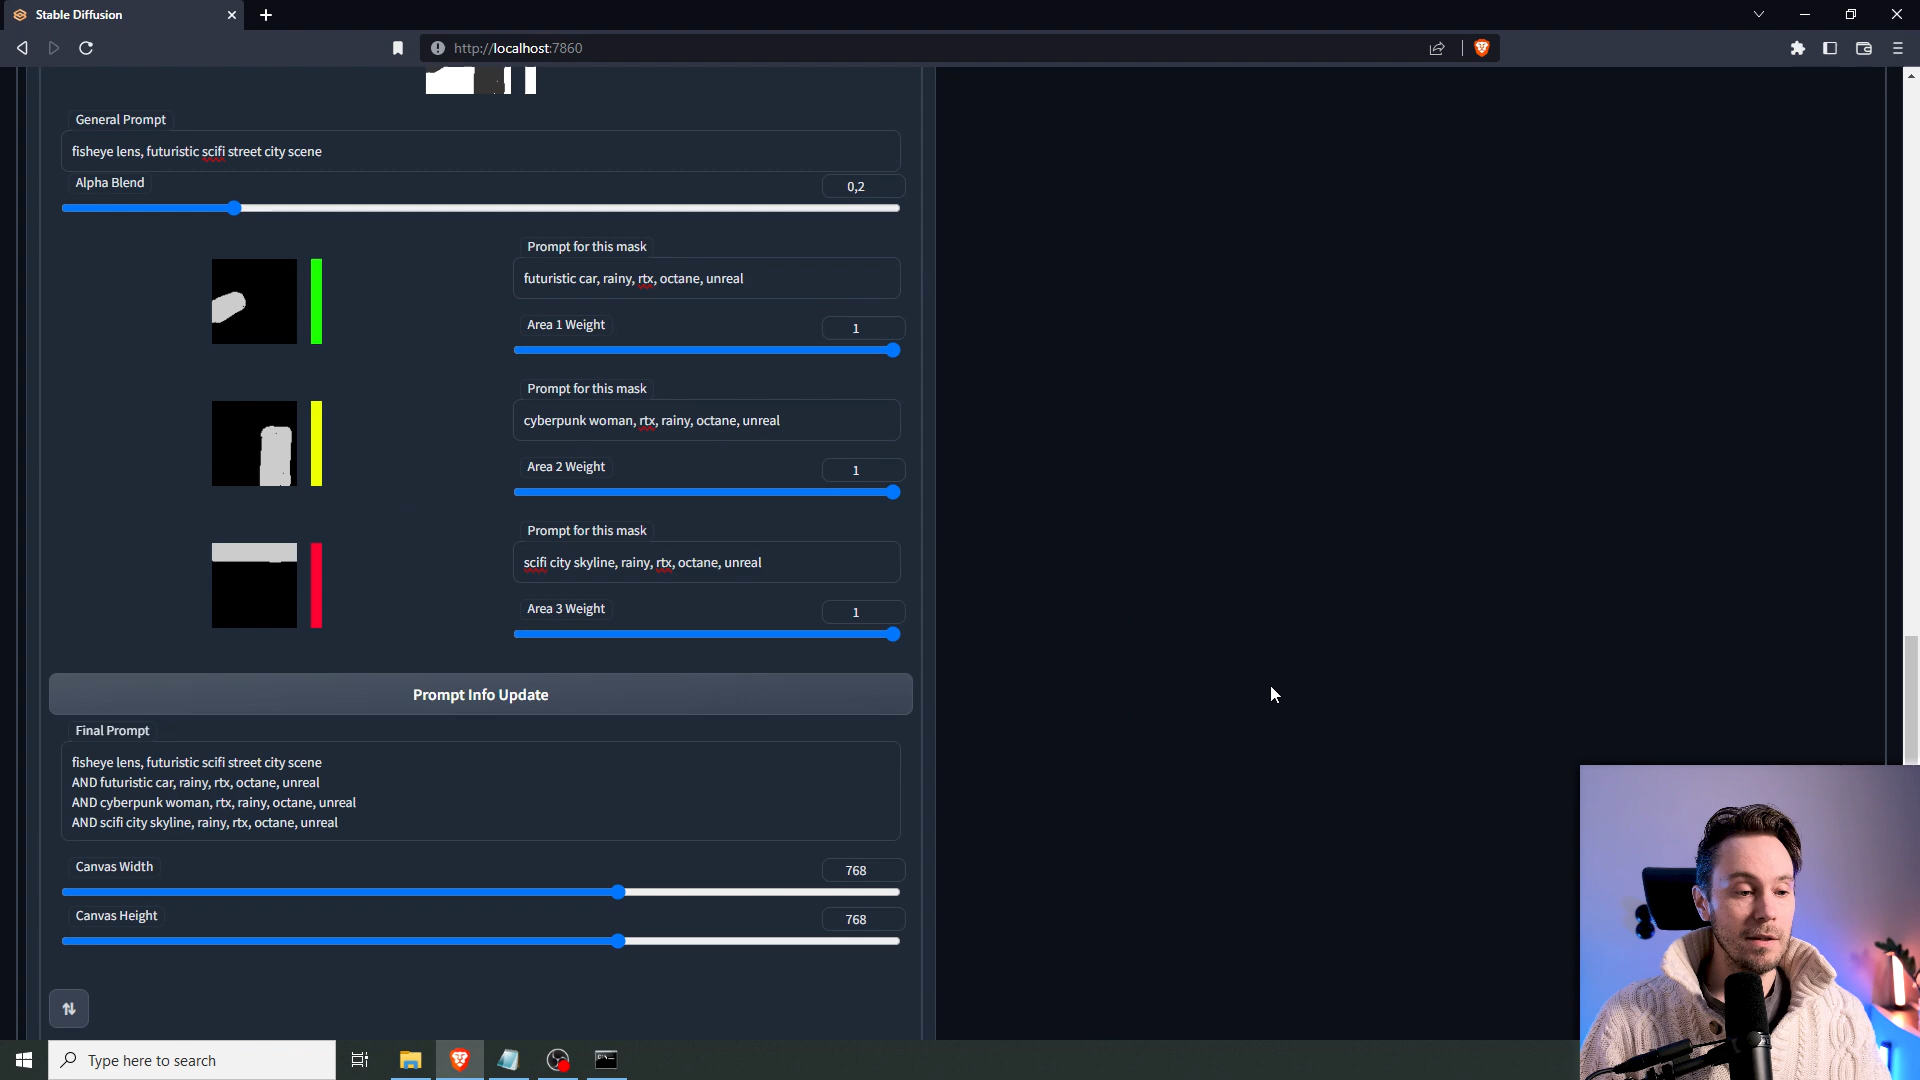 Stable Diffusion
http://localhost:7860
General Prompt
fisheye lens, futuristic scifi street city scene
Alpha Blend
0,2
Prompt for this mask
futuristic car, rainy, rtx, octane, unreal
Area 1 Weight
1
Prompt for this mask
cyberpunk woman, rtx, rainy, octane, unreal
Area 2 Weight
1
Prompt for this mask
scifi city skyline, rainy, rtx, octane, unreal
Area 3 Weight
1
Prompt Info Update
Final Prompt
fisheye lens, futuristic scifi street city scene
AND futuristic car, rainy, rtx, octane, unreal
AND cyberpunk woman, rtx, rainy, octane, unreal
AND scifi city skyline, rainy, rtx, octane, unreal
Canvas Width
768
Canvas Height
768
Type here to search